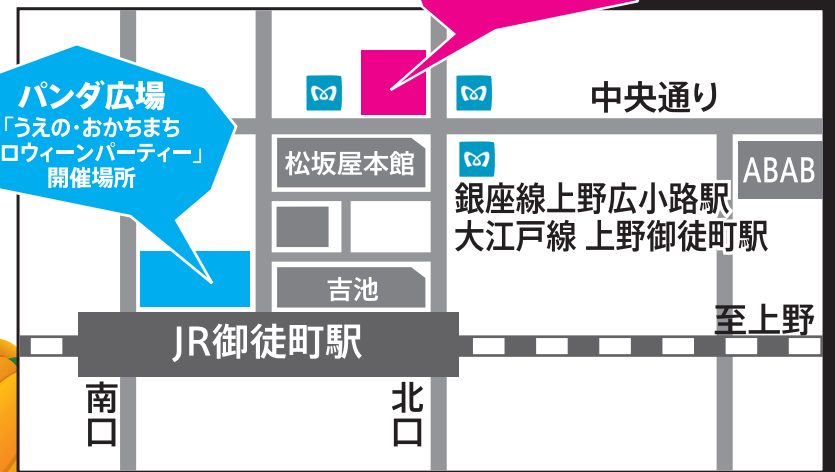 パンダ広場
「うえの・おかちまち
ロウィーンパーティー」
開催場所
中央通り
松坂屋本館
ABAB
銀座線上野広小路駅
大江戸線 上野御徒町駅
吉池
至上野
JR御徒町駅
南口
北口